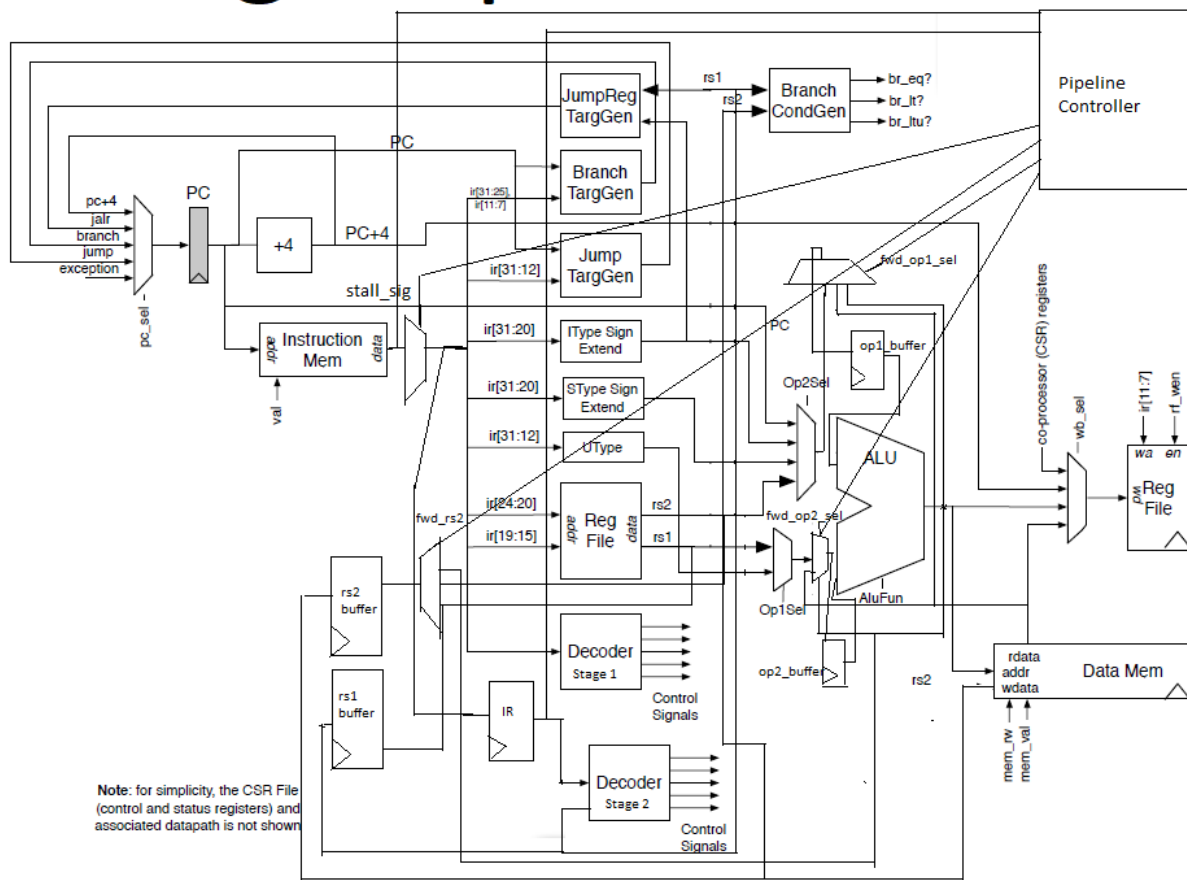 Pipeline
Controller
rs1
rs2
JumpReg
TargGen
Branch
CondGen
br_eq?
br_lt?
br_ltu?
PC
Branch
TargGen
ir[31:25],
ir[11:7]
PC
pc+4
jalr
branch
jump
exception
+4
PC+4
Jump
TargGen
ir[31:12]
fwd_op1_sel
stall_sig
pc_sel
addr
Instruction
Mem
data
val
ir[31:20]
IType Sign
Extend
PC
op1_buffer
Op2Sel
ir[31:20]
SType Sign
Extend
ir[31:12]
UType
ALU
co-processor (CSR) registers
wb_sel
ir[11:7]
rf_wen
wa
en
wd
Reg
File
fwd_rs2
ir[24:20]
ir[19:15]
addr
Reg
File
data
rs2
rs1
fwd_op2_sel
Op1Sel
AluFun
rs2
buffer
rs1
buffer
Decoder
Stage 1
Control
Signals
op2_buffer
rs2
rdata
addr
wdata
Data Mem
mem_rw
mem_val
IR
Decoder
Stage 2
Control
Signals
Note: for simplicity, the CSR File
(control and status registers) and
associated datapath is not shown